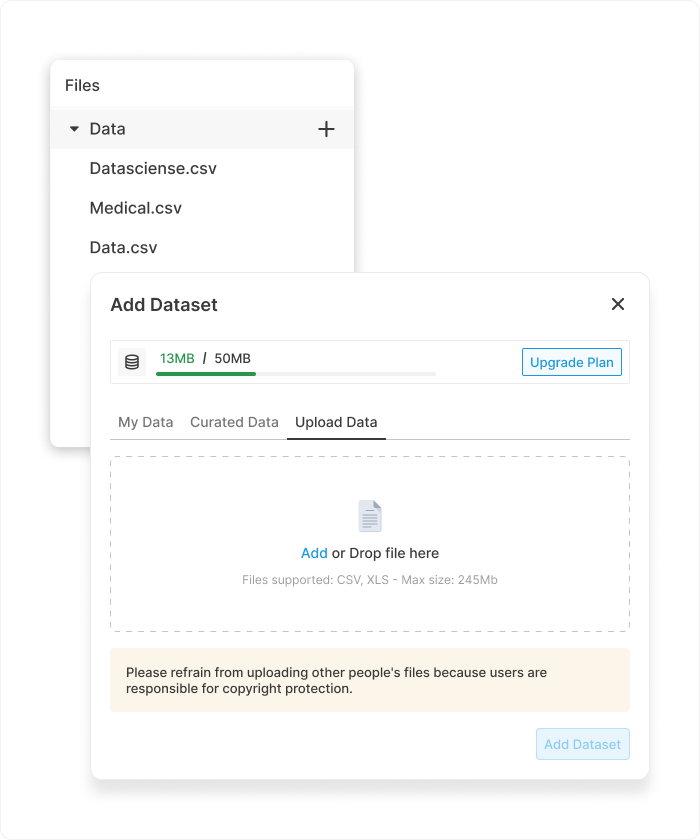 Files
Data
Datasciense.csv
Medical.csv
Data.csv
Add Dataset
13MB / 50MB
Upgrade Plan
My Data Curated Data Upload Data
Add or Drop file here
Files supported: CSV, XLS - Max size: 245Mb
Please refrain from uploading other people's files because users are
responsible for copyright protection.
Add Dataset